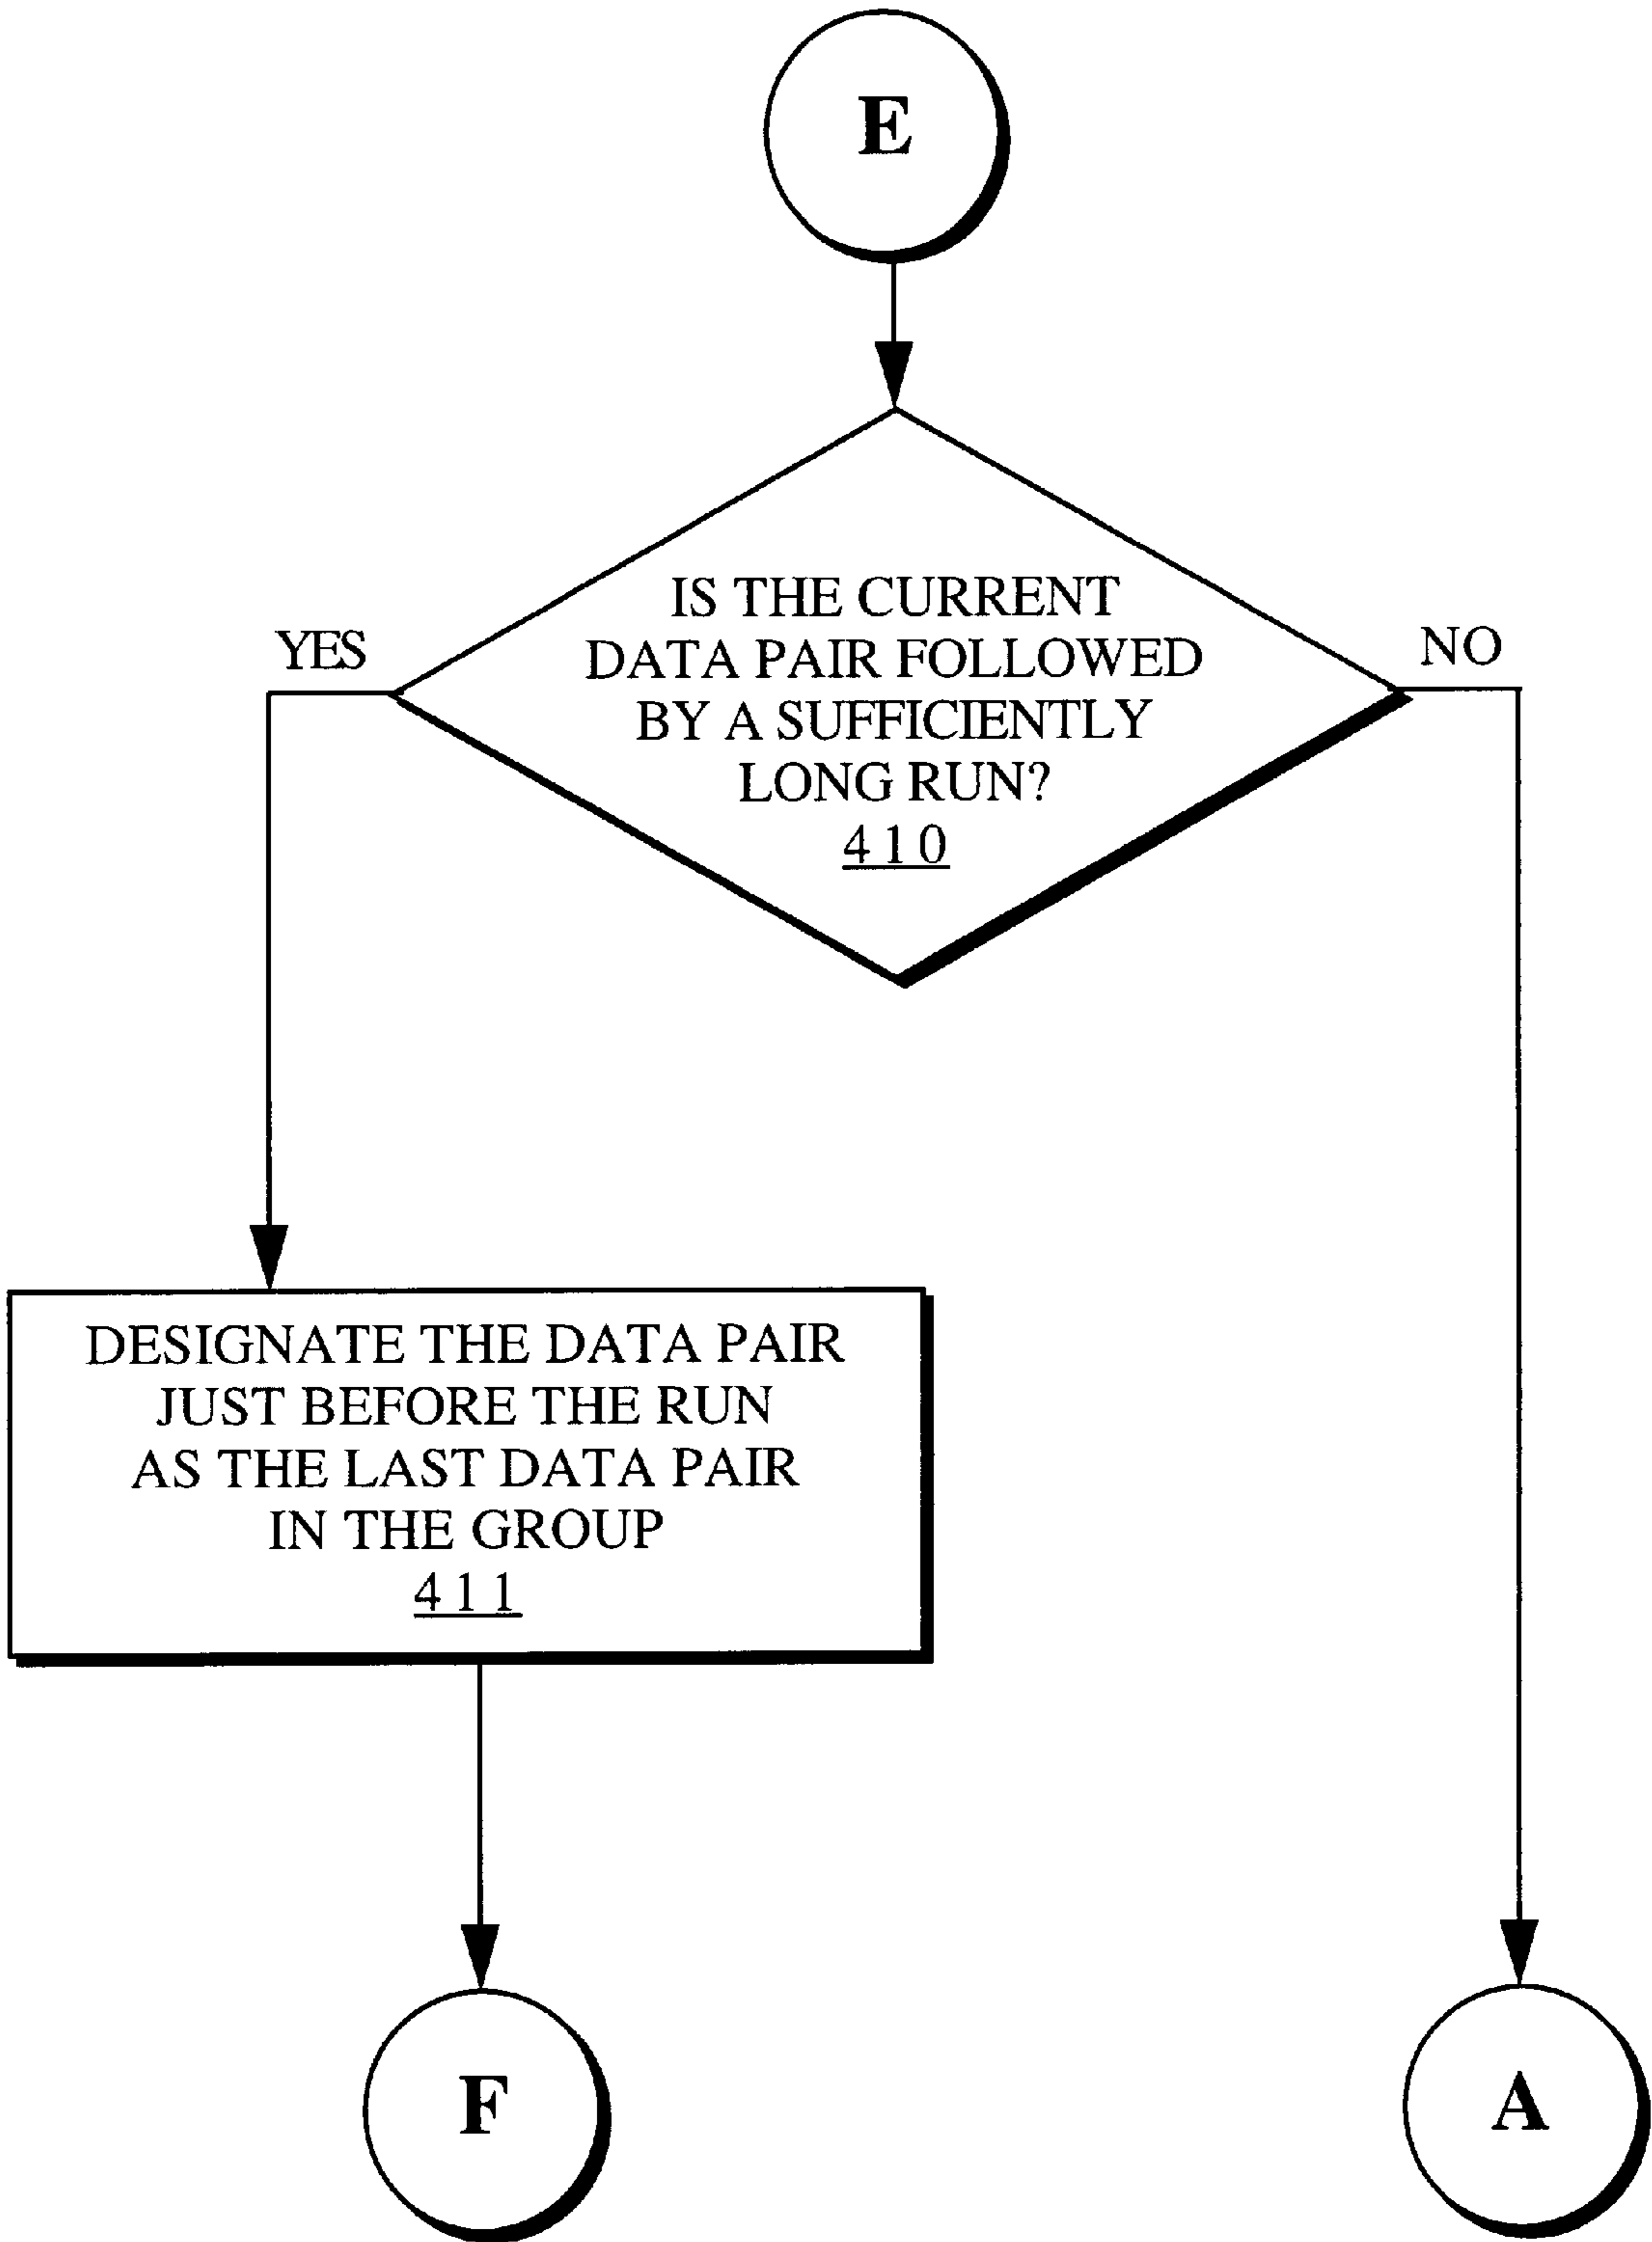 E
IS THE CURRENT
DATA PAIR FOLLOWED
BY A SUFFICIENTLY
LONG RUN?
410
YES
NO
DESIGNATE THE DATA PAIR
JUST BEFORE THE RUN
AS THE LAST DATA PAIR
IN THE GROUP
411
F
A